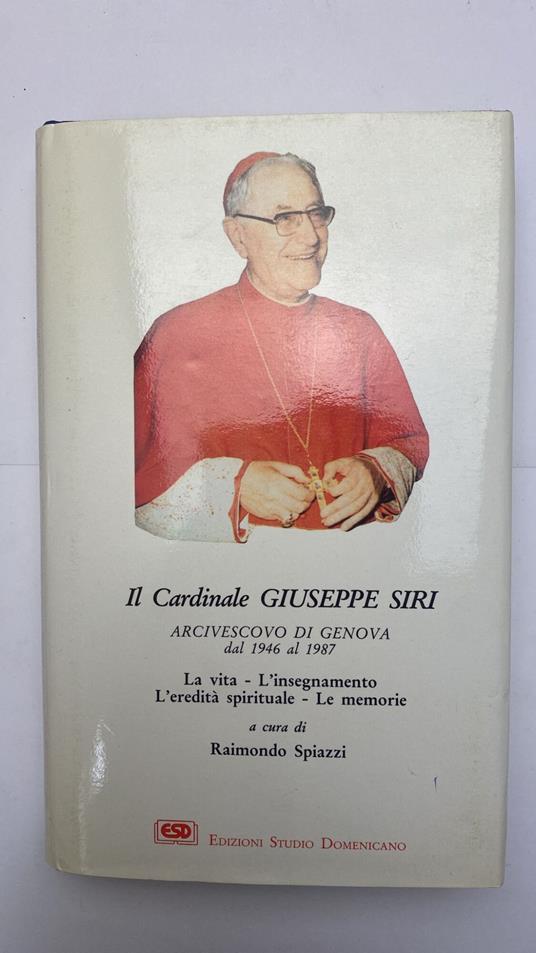 Il Cardinale GIUSEPPE SIRI
ARCIVESCOVO DI GENOVA
dal 1946 al 1987
La vita - L'insegnamento
L'eredità spirituale - Le memorie
a cura di
Raimondo Spiazzi
ESD EDIZIONI STUDIO DOMENICANO